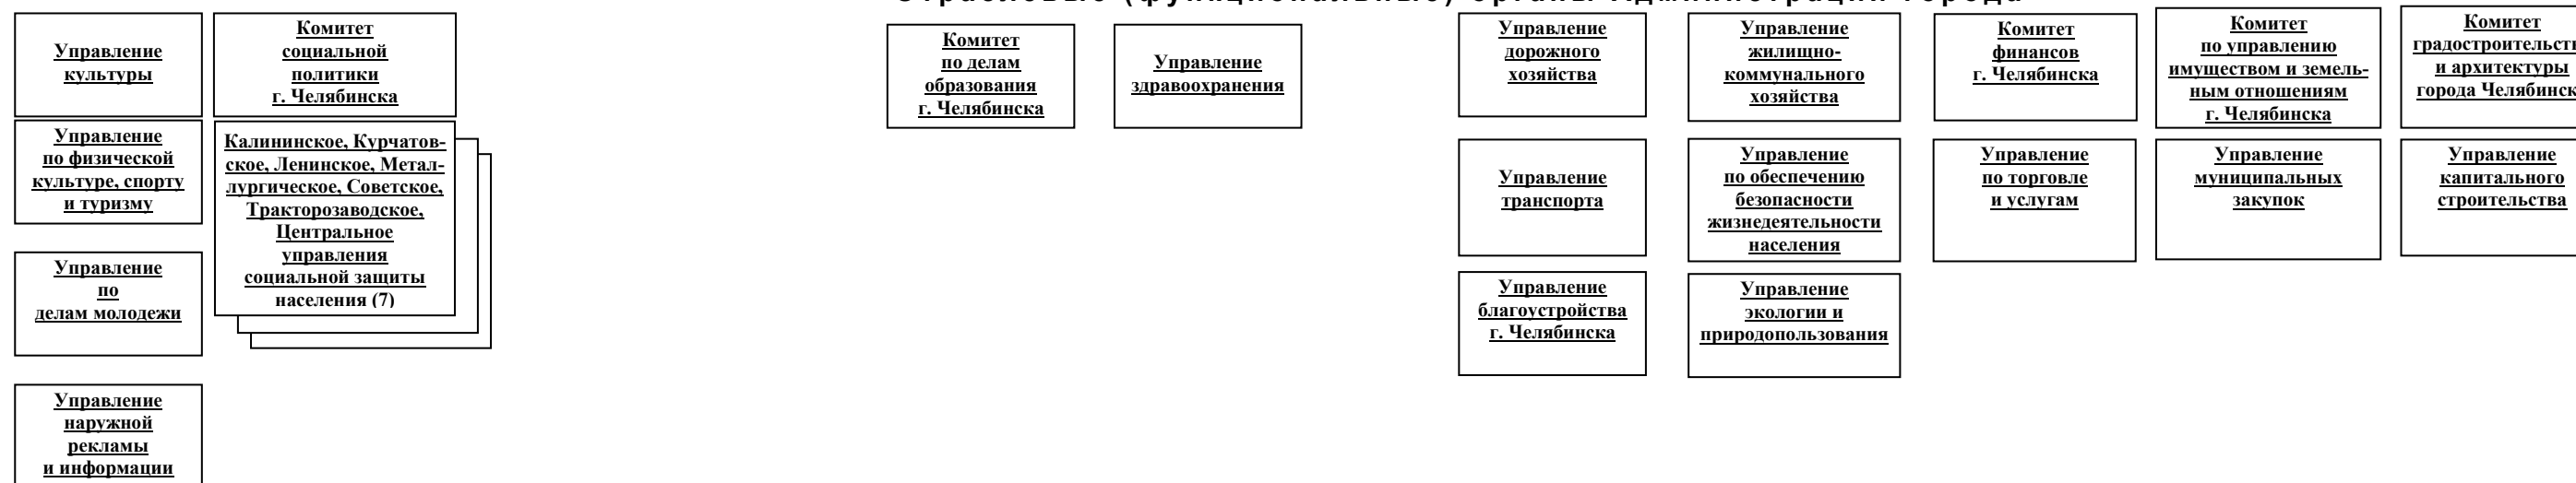 Отраслевые (функциональные) органы Администрации города
Управление
культуры
Комитет
социальной
политики
г. Челябинска
Комитет
по делам
образования
г. Челябинска
Управление
здравоохранения
Управление
дорожного
хозяйства
Управление
жилищно-
коммунального
хозяйства
Комитет
финансов
г. Челябинска
Комитет
по управлению
имуществом и земель-
ным отношениям
г. Челябинска
Комитет
градостроительств
и архитектуры
города Челябинск
Управление
по физической
культуре, спорту
и туризму
Калининское, Курчатов-
ское, Ленинское, Метал-
лургическое, Советское,
Тракторозаводское,
Центральное
управления
социальной защиты
населения (7)
Управление
транспорта
Управление
по обеспечению
безопасности
жизнедеятельности
населения
Управление
по торговле
и услугам
Управление
муниципальных
закупок
Управление
капитального
строительства
Управление
по
делам молодежи
Управление
благоустройства
г. Челябинска
Управление
экологии и
природопользования
Управление
наружной
рекламы
и информации